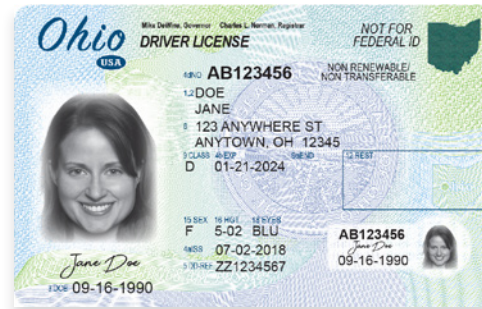 Mike DeWine, Governor Charles L. Norman, Registrar
Ohio
USA
DRIVER LICENSE
NOT FOR
FEDERAL ID
NON RENEWABLE/
NON TRANSFERABLE
AB123456
1,2 DOE
JANE
8 123 ANYWHERE ST
ANYTOWN, OH 12345
9 CLASS 4b EXP 9a END 12 REST
D 01-21-2024
15 SEX 16 HGT 18 EYES
F 5-02 BLU
4a ISS 07-02-2018
5 DD-REF ZZ1234567
Jane Doe
3 DOB 09-16-1990
AB123456
Jane Doe
09-16-1990